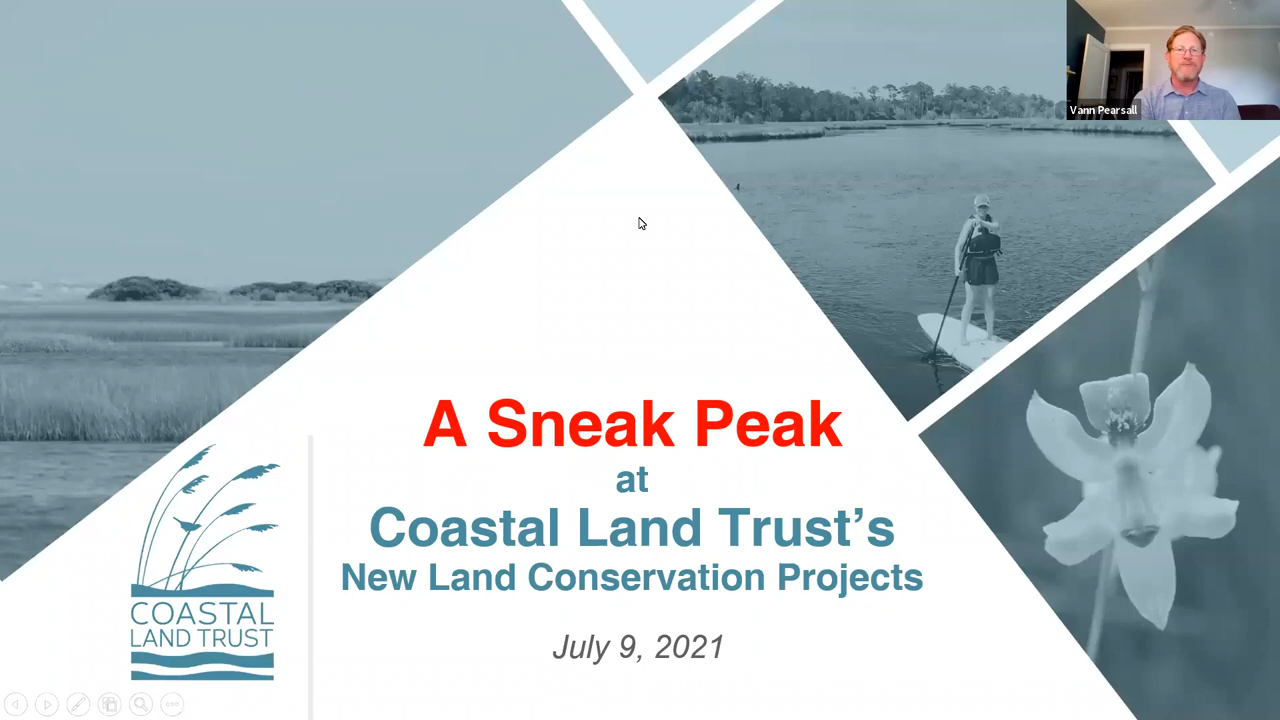 Vann Pearsall
A Sneak Peak
at
Coastal Land Trust’s
New Land Conservation Projects
July 9, 2021
COASTAL
LAND TRUST